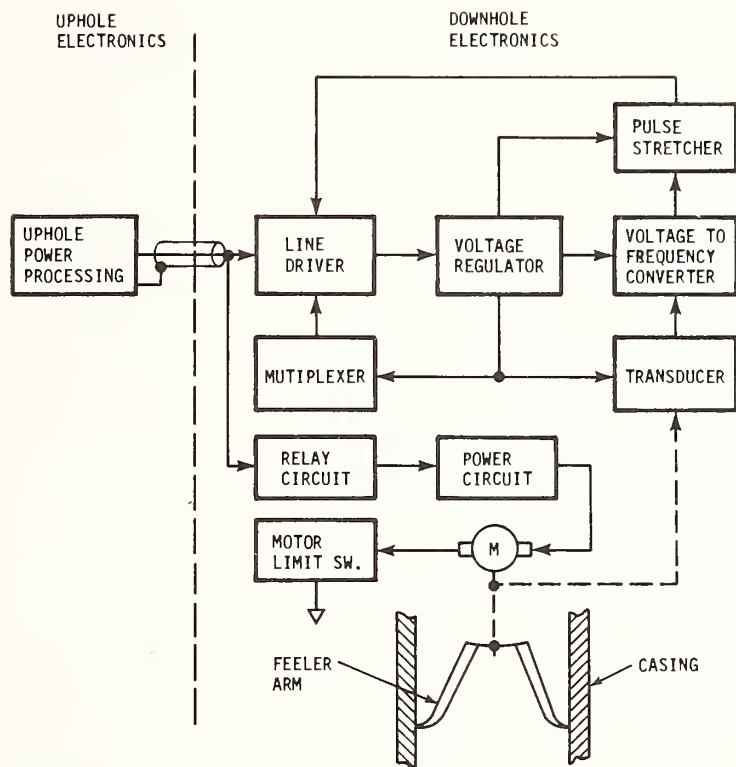 UPHOLE
ELECTRONICS
DOWNHOLE
ELECTRONICS
PULSE
STRETCHER
UPHOLE
POWER
PROCESSING
LINE
DRIVER
VOLTAGE
REGULATOR
VOLTAGE TO
FREQUENCY
CONVERTER
MUTIPLEXER
TRANSDUCER
RELAY
CIRCUIT
POWER
CIRCUIT
MOTOR
LIMIT SW.
M
FEELER
ARM
CASING